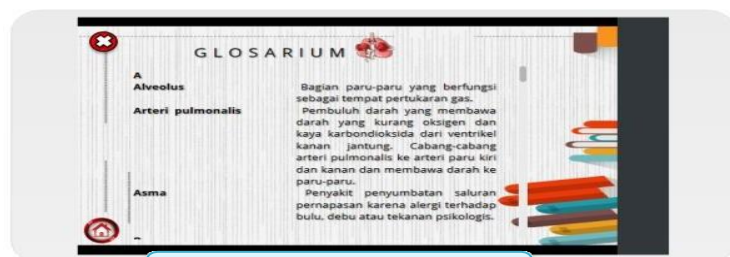 GLOSARIUM
A
Alveolus Bagian paru-paru yang berfungsi
sebagai tempat pertukaran gas.
Arteri pulmonalis Pembuluh darah yang membawa
darah yang kurang oksigen dan
kaya karbondioksida dari ventrikel
kanan jantung. Cabang-cabang
arteri pulmonalis ke arteri paru kiri
dan kanan dan membawa darah ke
paru-paru.
Asma Penyakit penyumbatan saluran
pernapasan karena alergi terhadap
bulu, debu atau tekanan psikologis.